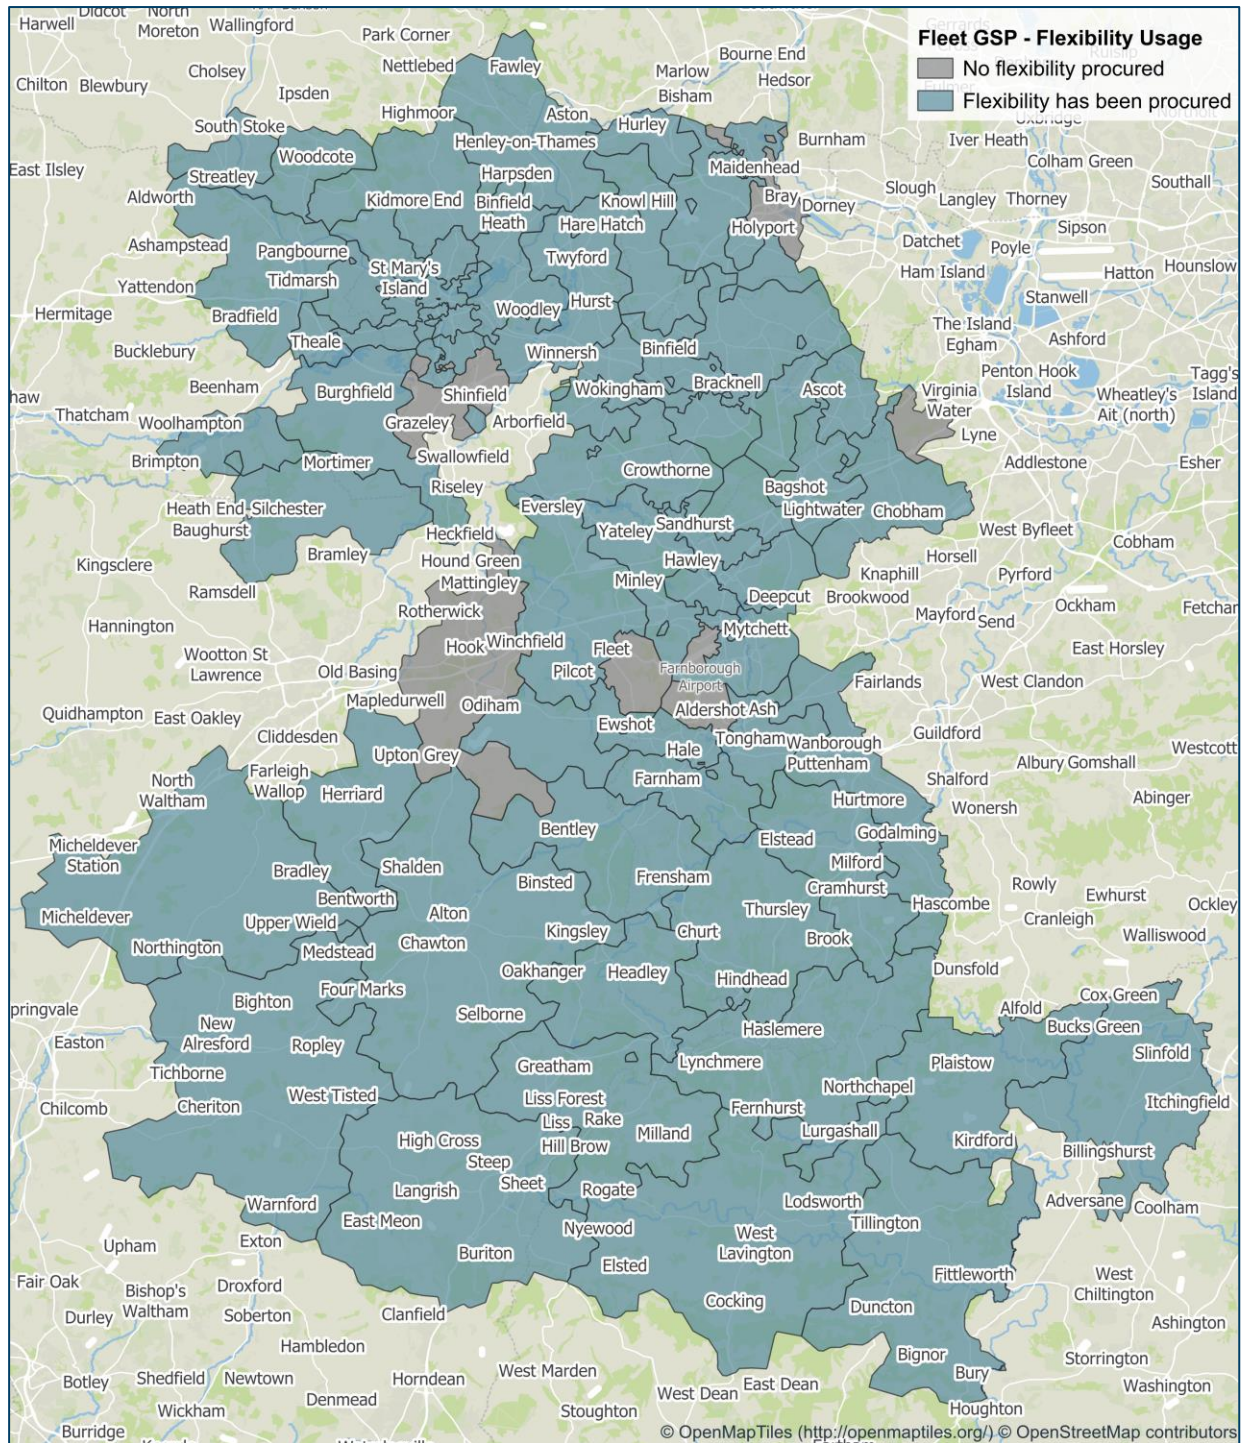 Didcot
North
Harwell
Moreton
Wallingford
Park Corner
Gerrards
Fleet GSP - Flexibility Usage
No flexibility procured
Flexibility has been procured
Cholsey
Nettlebed
Fawley
Bourne End
Marlow
Hedsor
Chilton
Blewbury
Ipsden
Bisham
Highmoor
Aston
Hurley
Uxbridge
Northolt
South Stoke
Henley-on-Thames
Burnham
Iver Heath
Woodcote
Maidenhead
Colham Green
East Ilsley
Streatley
Harpsden
Southall
Aldworth
Kidmore End
Binfield
Heath
Knowl Hill
Bray
Dorney
Slough
Langley
Thorney
Hare Hatch
Holyport
Sipson
Ashampstead
Pangbourne
Twyford
Datchet
Poyle
Tidmarsh
St Mary's
Island
Ham Island
Hatton
Hounslow
Yattendon
Woodley
Hurst
Stanwell
Hermitage
Bradfield
The Island
Egham
Ashford
Bucklebury
Theale
Winnersh
Binfield
Penton Hook
Island
Tagg's
Island
Beenham
Burghfield
Shinfield
Wokingham
Bracknell
Ascot
Virginia
Water
Wheatley's
Ait (north)
haw
Thatcham
Woolhampton
Grazeley
Arborfield
Lyne
Brimpton
Mortimer
Swallowfield
Crowthorne
Addlestone
Esher
Riseley
Bagshot
Heath End
Silchester
Eversley
Lightwater
Chobham
Baughurst
Yateley
Sandhurst
West Byfleet
Heckfield
Cobham
Bramley
Hound Green
Hawley
Horsell
Kingsclere
Mattingley
Minley
Knaphill
Pyrford
Ramsdell
Deepcut
Brookwood
Ockham
Fetchar
Rotherwick
Mayford
Send
Hannington
Mytchett
Hook
Winchfield
Fleet
East Horsley
Wootton St
Lawrence
Old Basing
Pilcot
Farnborough
Airport
Fairlands
West Clandon
Mapledurwell
Odiham
Aldershot
Ash
Quidhampton
East Oakley
Ewshot
Guildford
Cliddesden
Hale
Tongham
Wanborough
Westcott
Upton Grey
Puttenham
Albury
Gomshall
North
Waltham
Farleigh
Wallop
Herriard
Farnham
Shalford
Hurtmore
Abinger
Wonersh
Bentley
Elstead
Godalming
Micheldever
Station
Bradley
Shalden
Milford
Binsted
Frensham
Cramhurst
Rowly
Ewhurst
Bentworth
Hascombe
Ockley
Micheldever
Alton
Thursley
Cranleigh
Upper Wield
Kingsley
Churt
Walliswood
Northington
Medstead
Chawton
Brook
Oakhanger
Headley
Hindhead
Dunsfold
Four Marks
Bighton
Alfold
Cox Green
pringvale
Selborne
Haslemere
Bucks Green
New
Alresford
Easton
Ropley
Slinfold
Greatham
Lynchmere
Plaistow
Tichborne
Northchapel
Chilcomb
Cheriton
West Tisted
Liss Forest
Fernhurst
Itchingfield
Liss
Rake
Milland
Lurgashall
High Cross
Hill Brow
Kirdford
Billingshurst
Steep
Sheet
Langrish
Rogate
Lodsworth
Adversane
Coolham
Warnford
East Meon
Nyewood
Tillington
Exton
West
Lavington
Upham
Buriton
Elsted
Fittleworth
West
Chiltington
Fair Oak
Bishop's
Waltham
Droxford
Cocking
Duncton
Durley
Soberton
Clanfield
Ashington
Hambledon
Bignor
Storrington
Botley
Shedfield
Newtown
Horndean
West Marden
Bury
East Dean
West Dean
Washington
Denmead
Stoughton
Wickham
Houghton
Burridge
© OpenMapTiles (http://openmaptiles.org/) © OpenStreetMap contributors